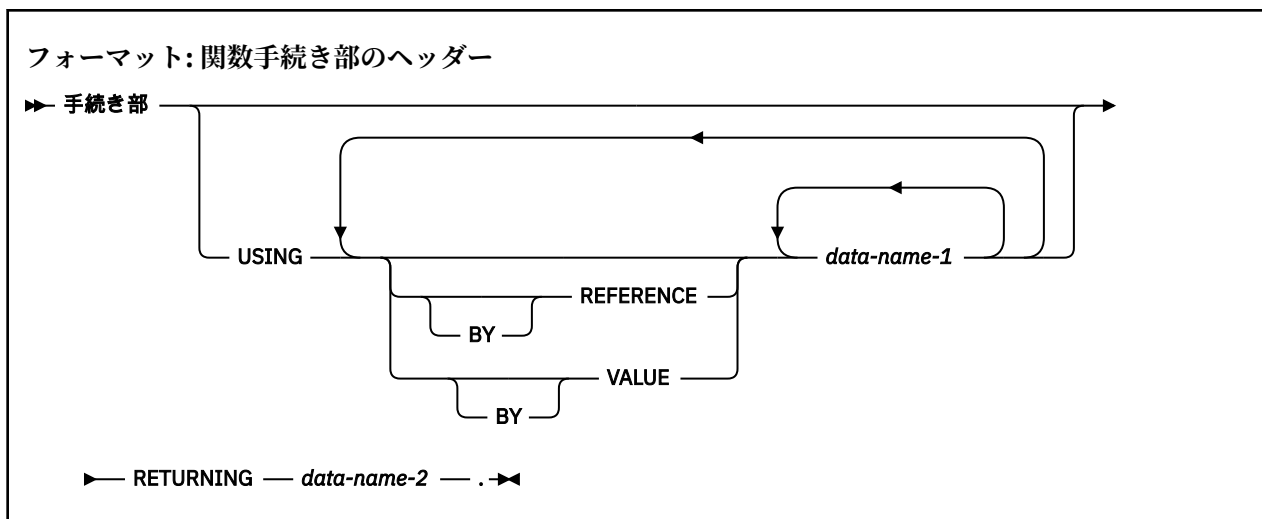 フォーマット: 関数手続き部のヘッダー
手続き部
USING
data-name-1
REFERENCE
BY
VALUE
BY
RETURNING data-name-2 .